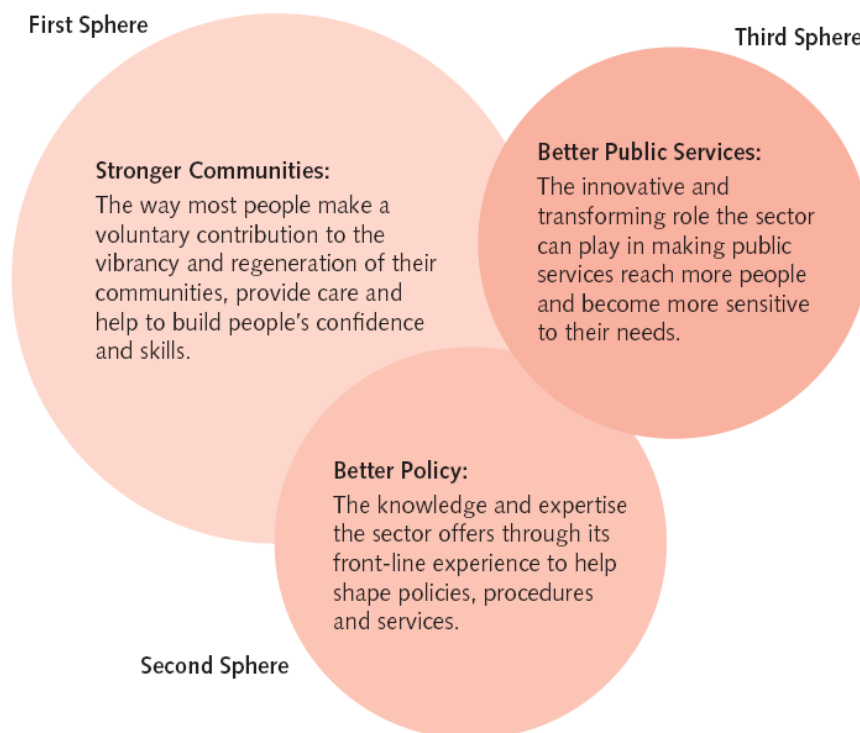 First Sphere
Stronger Communities:
The way most people make a
voluntary contribution to the
vibrancy and regeneration of their
communities, provide care and
help to build people’s confidence
and skills.
Third Sphere
Better Public Services:
The innovative and
transforming role the sector
can play in making public
services reach more people
and become more sensitive
to their needs.
Better Policy:
The knowledge and expertise
the sector offers through its
front-line experience to help
shape policies, procedures
and services.
Second Sphere